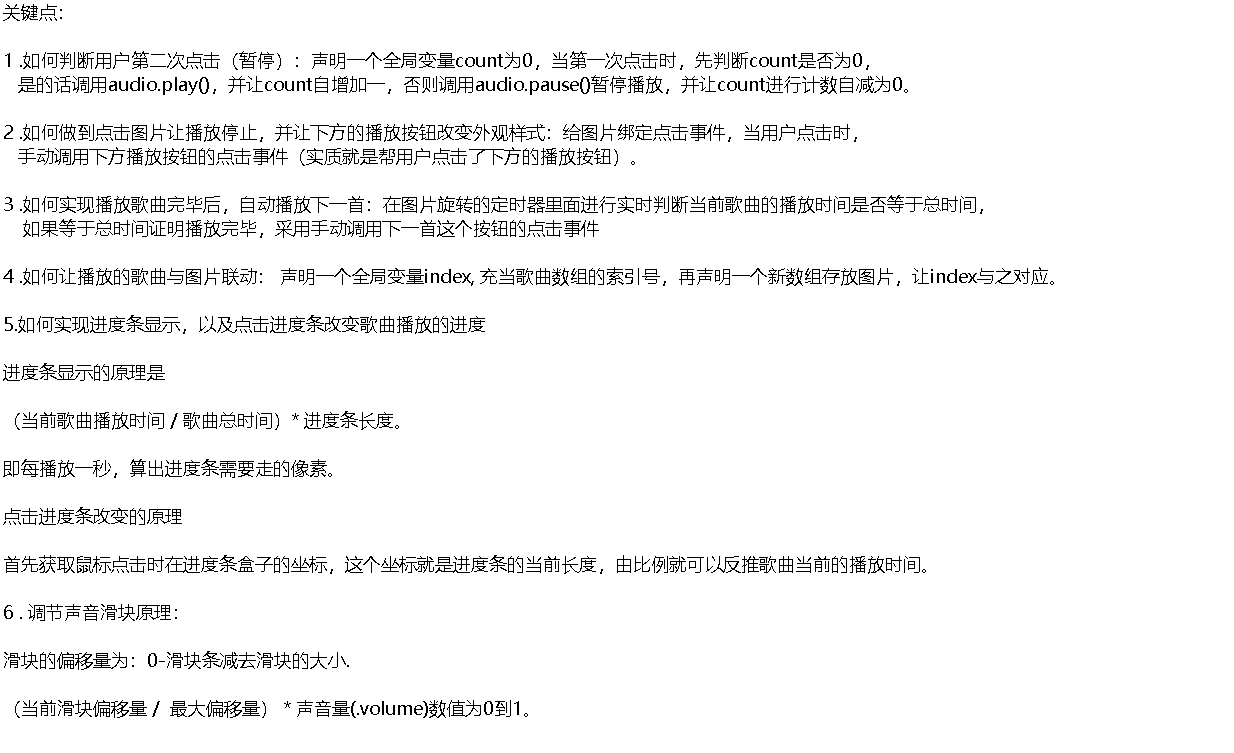 关键点：
1 .如何判断用户第二次点击（暂停）：声明一个全局变量count为0，当第一次点击时，先判断count是否为0，
是的话调用audio.play()，并让count自增加一，否则调用audio.pause()暂停播放，并让count进行计数自减为0。
2 .如何做到点击图片让播放停止，并让下方的播放按钮改变外观样式：给图片绑定点击事件，当用户点击时，
手动调用下方播放按钮的点击事件（实质就是帮用户点击了下方的播放按钮）。
3 .如何实现播放歌曲完毕后，自动播放下一首：在图片旋转的定时器里面进行实时判断当前歌曲的播放时间是否等于总时间，
如果等于总时间证明播放完毕，采用手动调用下一首这个按钮的点击事件
4 .如何让播放的歌曲与图片联动： 声明一个全局变量index, 充当歌曲数组的索引号，再声明一个新数组存放图片，让index与之对应。
5.如何实现进度条显示，以及点击进度条改变歌曲播放的进度
进度条显示的原理是
（当前歌曲播放时间 / 歌曲总时间）* 进度条长度。
即每播放一秒，算出进度条需要走的像素。
点击进度条改变的原理
首先获取鼠标点击时在进度条盒子的坐标，这个坐标就是进度条的当前长度，由比例就可以反推歌曲当前的播放时间。
6 . 调节声音滑块原理：
滑块的偏移量为：0-滑块条减去滑块的大小.
（当前滑块偏移量 / 最大偏移量） * 声音量(.volume)数值为0到1。